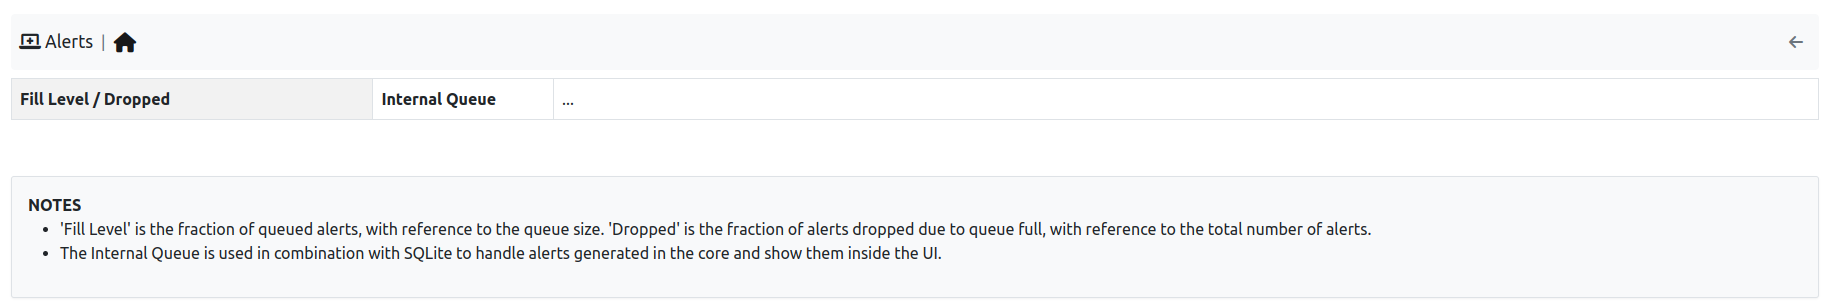 Alerts |
Fill Level / Dropped Internal Queue ...
NOTES
• 'Fill Level' is the fraction of queued alerts, with reference to the queue size. 'Dropped' is the fraction of alerts dropped due to queue full, with reference to the total number of alerts.
• The Internal Queue is used in combination with SQLite to handle alerts generated in the core and show them inside the UI.